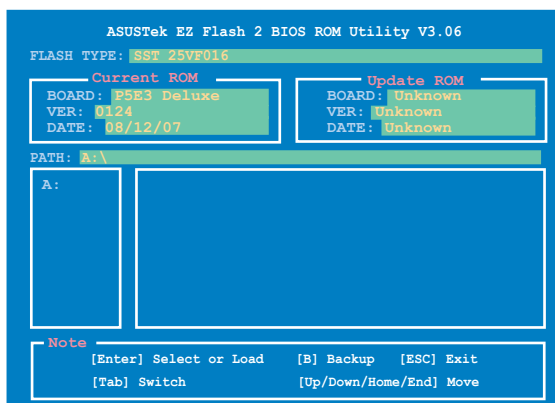 ASUSTek EZ Flash 2 BIOS ROM Utility V3.06
FLASH TYPE: SST 25VF016
Current ROM
BOARD: P5E3 Deluxe
VER: 0124
DATE: 08/12/07
Update ROM
BOARD: Unknown
VER: Unknown
DATE: Unknown
PATH: A:\
A:
Note
[Enter] Select or Load [B] Backup [ESC] Exit
[Tab] Switch [Up/Down/Home/End] Move